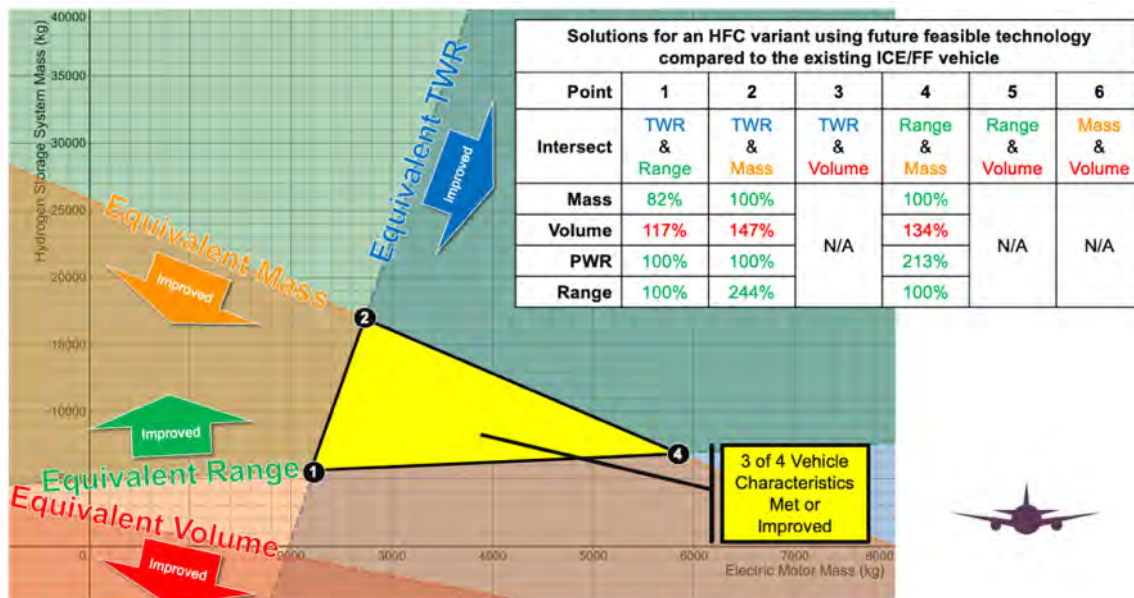 40000
35000
30000
25000
20000
15000
10000
Hydrogen Storage System Mass (kg)
Equivalent TWR
Improved
Equivalent Mass
Improved
Improved
Equivalent Range
Equivalent Volume
Improved
2
1
4
Solutions for an HFC variant using future feasible technology
compared to the existing ICE/FF vehicle
Point 1 2 3 4 5 6
Intersect TWR & Range TWR & Mass TWR & Volume Range & Mass Range & Volume Mass & Volume
Mass 82% 100% N/A 100% N/A N/A
Volume 117% 147% 134%
PWR 100% 100% 213%
Range 100% 244% 100%
3 of 4 Vehicle
Characteristics
Met or
Improved
0 2000 3000 4000 5000 6000 7000 8000
Electric Motor Mass (kg)